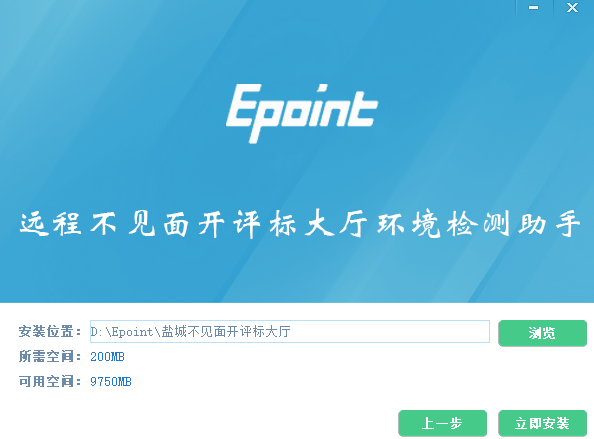 Epoint
远程不见面开评标大厅环境检测助手
安装位置： D:\Epoint\盐城不见面开评标大厅 浏览
所需空间： 200MB
可用空间： 9750MB
上一步 立即安装